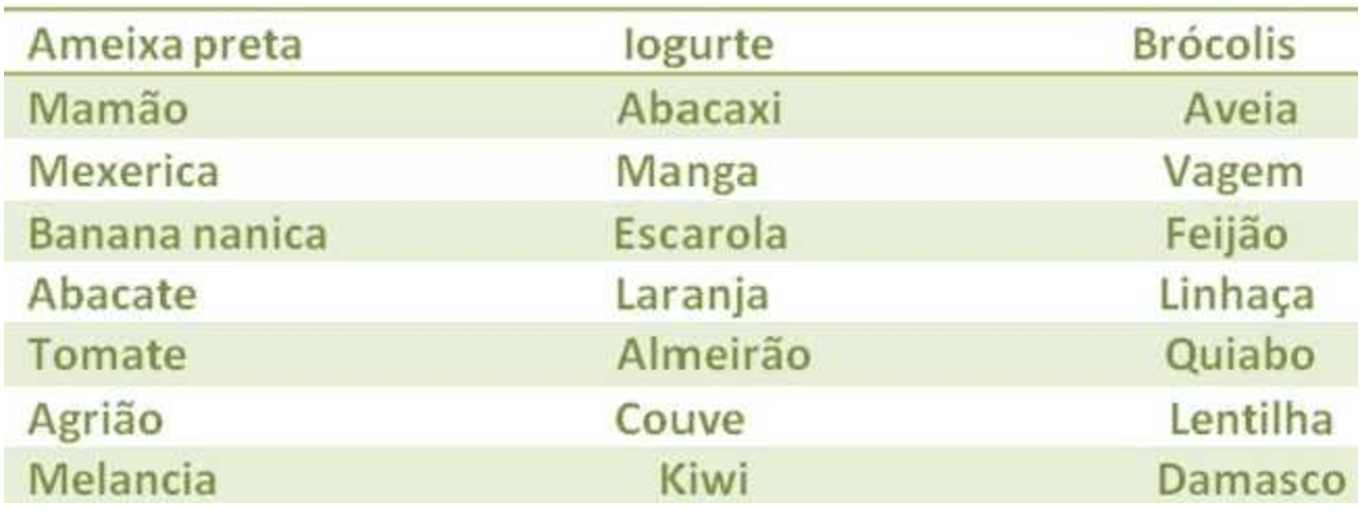 Ameixa preta Iogurte Brócolis
Mamão Abacaxi Aveia
Mexerica Manga Vagem
Banana nanica Escarola Feijão
Abacate Laranja Linhaça
Tomate Almeirão Quiabo
Agrião Couve Lentilha
Melancia Kiwi Damasco